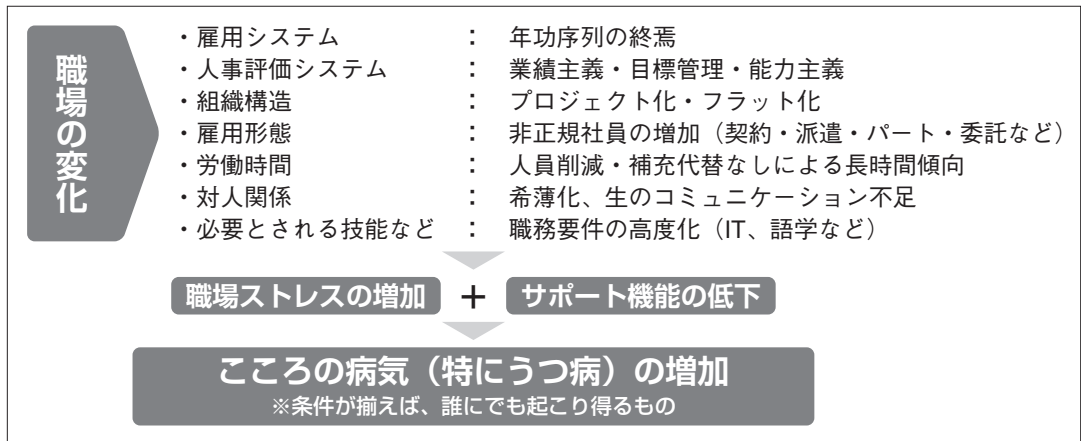 職場の変化
・雇用システム ： 年功序列の終焉
・人事評価システム ： 業績主義・目標管理・能力主義
・組織構造 ： プロジェクト化・フラット化
・雇用形態 ： 非正規社員の増加（契約・派遣・パート・委託など）
・労働時間 ： 人員削減・補充代替なしによる長時間傾向
・対人関係 ： 希薄化、生のコミュニケーション不足
・必要とされる技能など ： 職務要件の高度化（IT、語学など）
職場ストレスの増加 + サポート機能の低下
こころの病気（特にうつ病）の増加
※条件が揃えば、誰にでも起こり得るもの